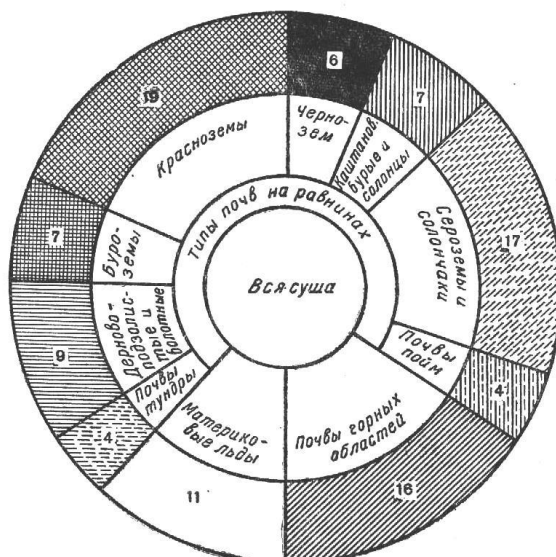 6
Чернозем
7
Каштанов.
бурые и
солонцы
17
Сероземы и
солончаки
4
Почвы
пойм
16
Почвы горных
областей
11
Материко-
вые льды
4
Почвы
тундры
9
Дерново-
подзолис-
тые и
болотные
7
Буро-
земы
19
Красноземы
Типы почв на равнинах
Вся суша